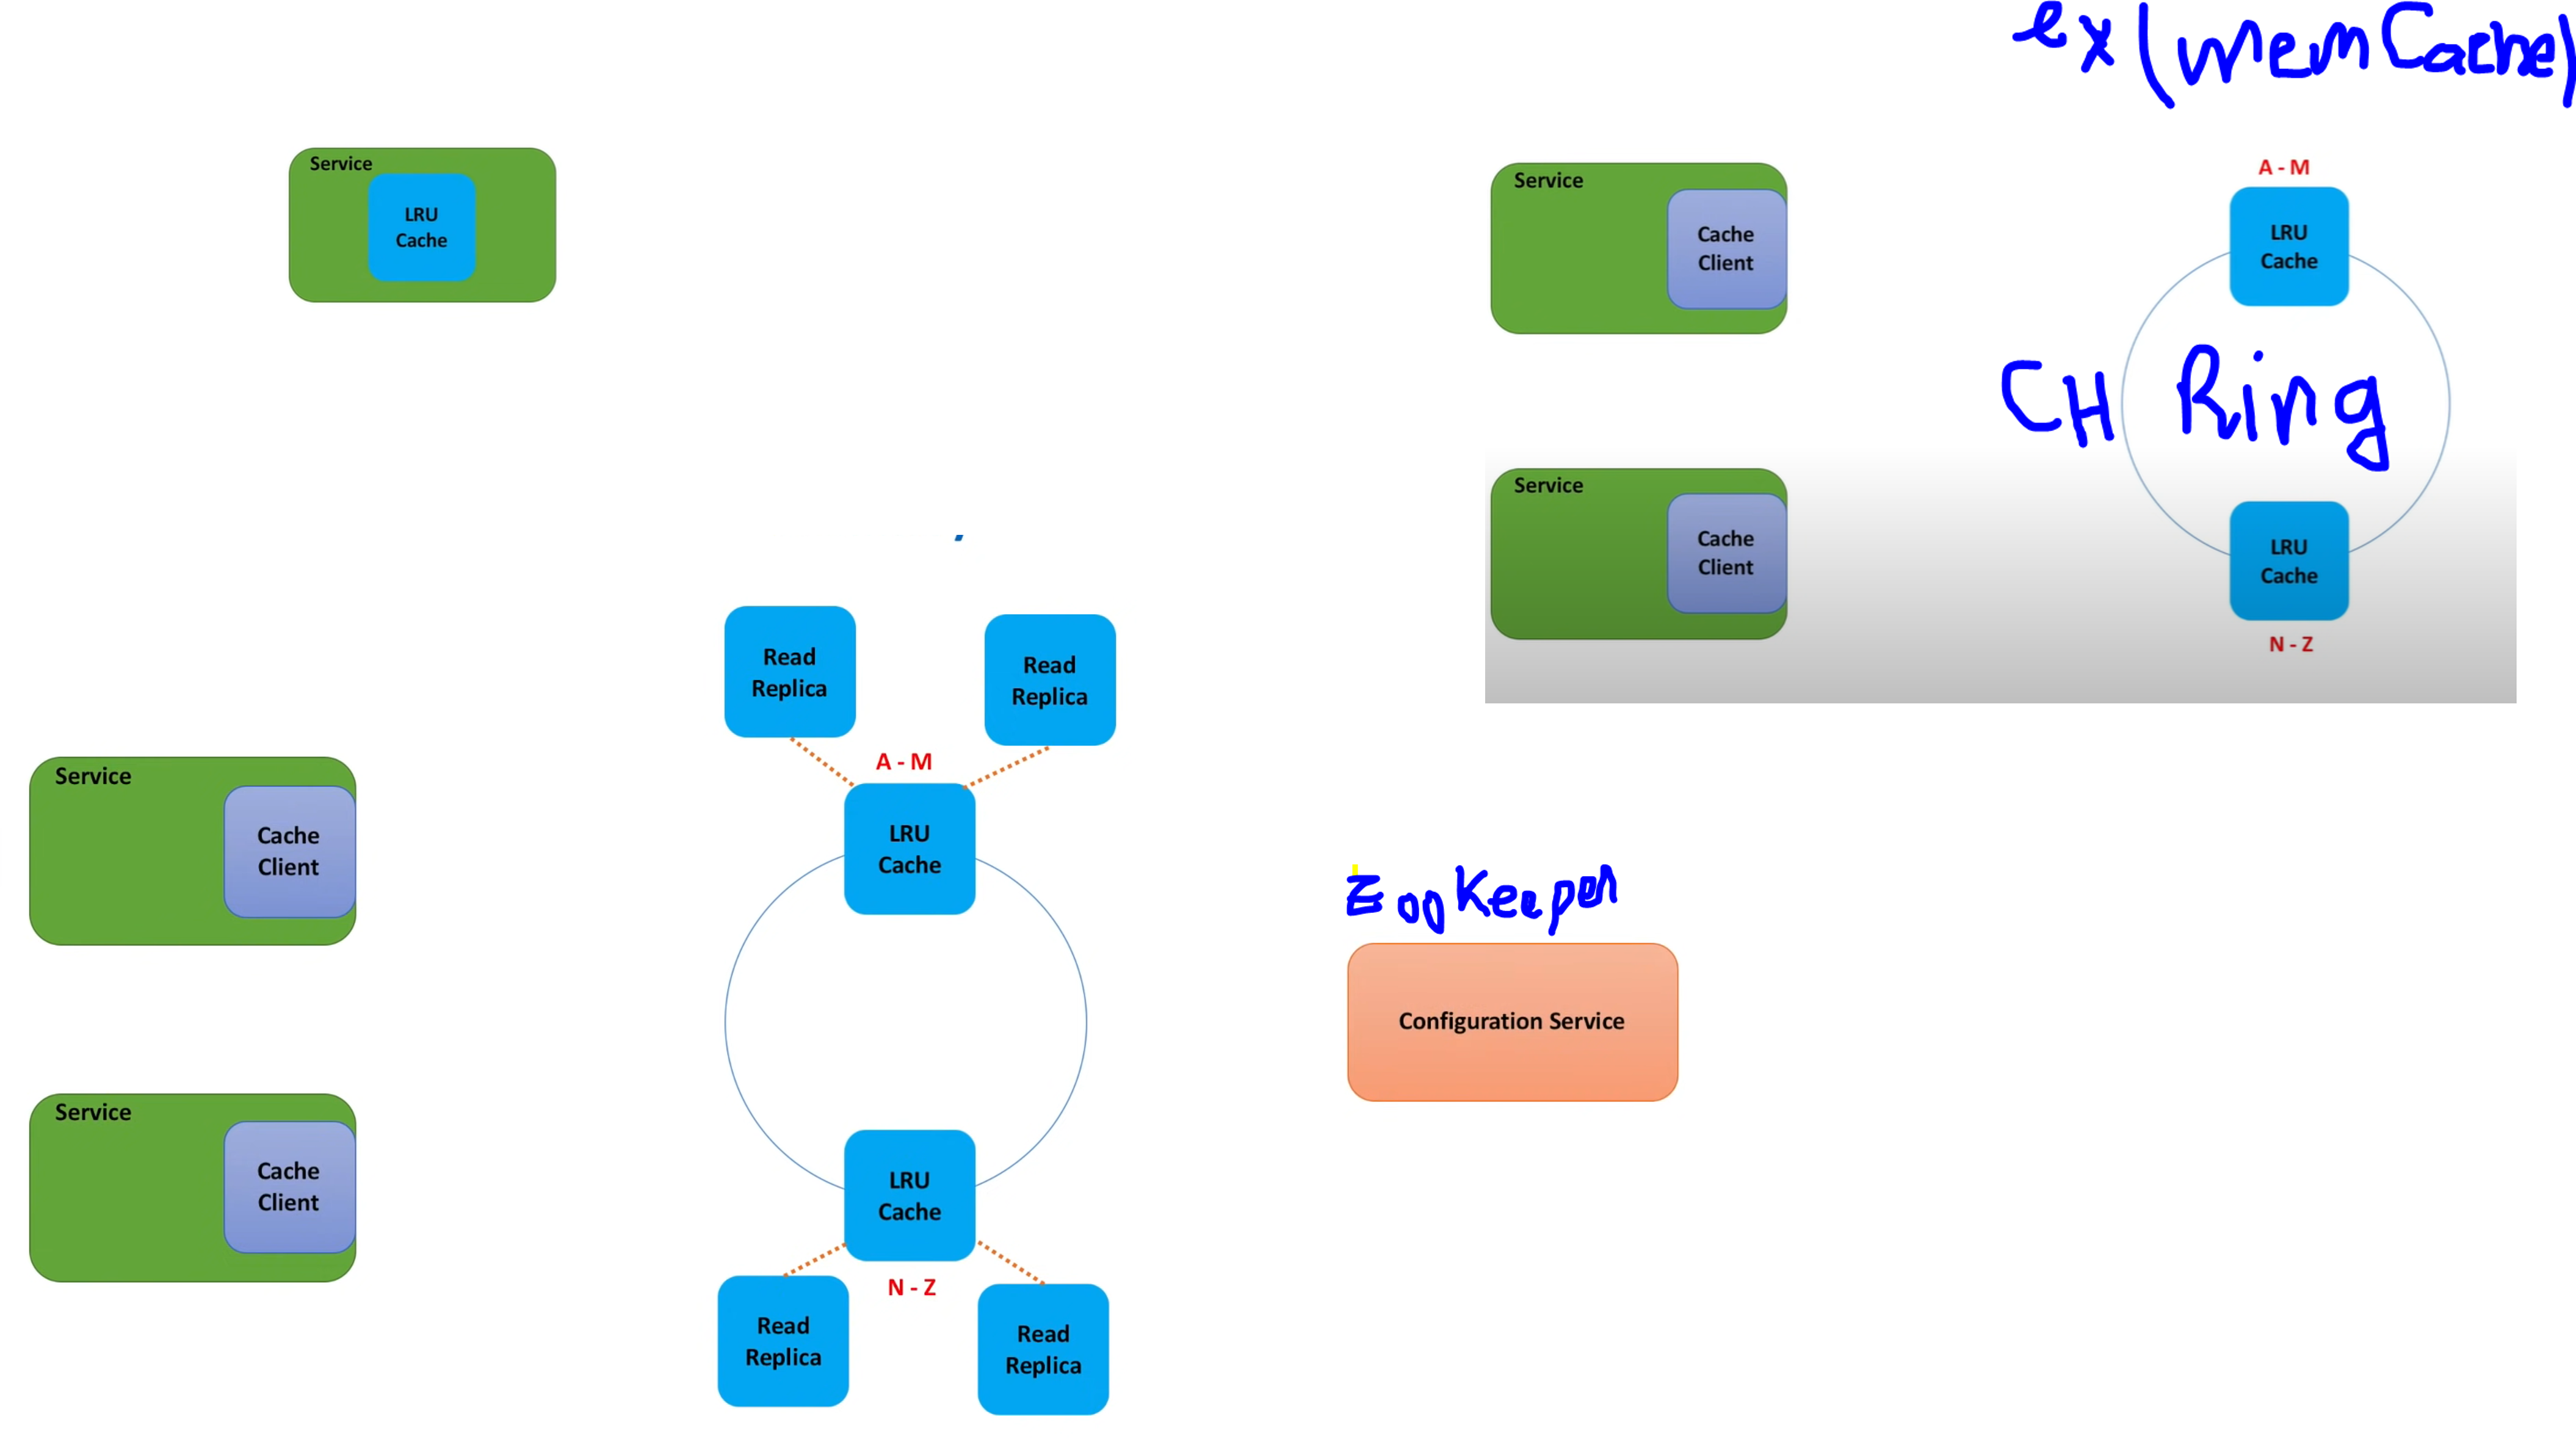 ex (memCache)
Service
LRU
Cache
Service
Cache
Client
A - M
LRU
Cache
CH Ring
Service
Cache
Client
LRU
Cache
N - Z
Read
Replica
Read
Replica
A - M
LRU
Cache
Service
Cache
Client
ZooKeeper
Configuration Service
Service
Cache
Client
LRU
Cache
N - Z
Read
Replica
Read
Replica